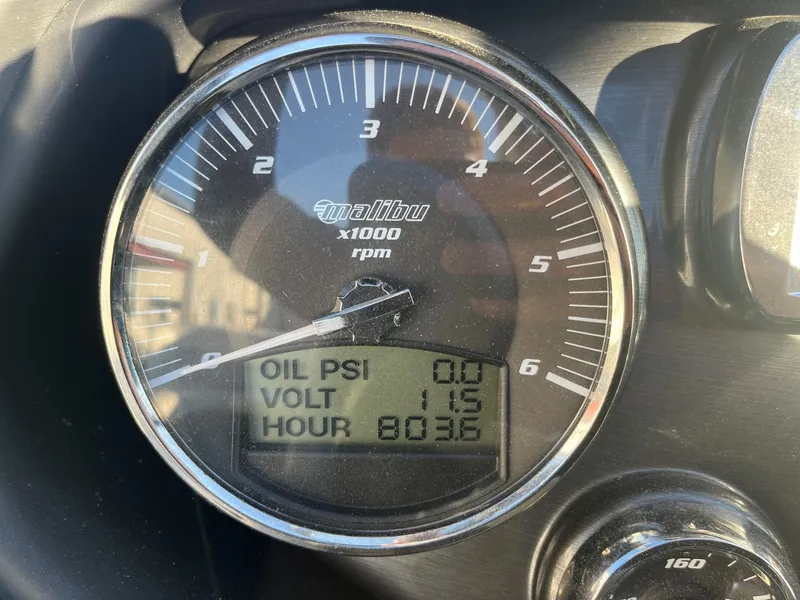 3
2
4
malibu
x1000
rpm
1
5
0
6
OIL PSI 0.0
VOLT 11.5
HOUR 803.6
160